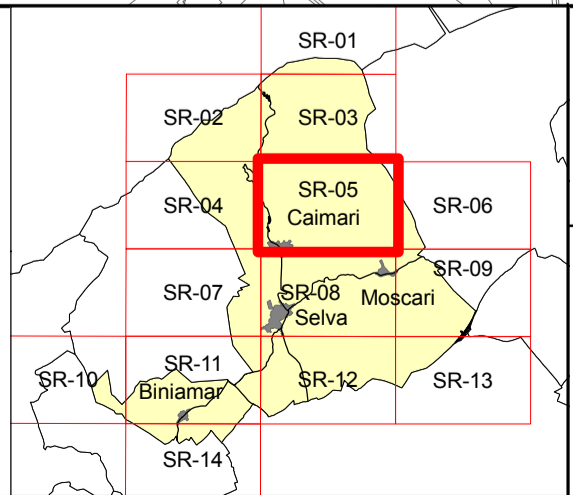 SR-01
SR-02
SR-03
SR-04
SR-05
Caimari
SR-06
SR-07
SR-08
Selva
Moscari
SR-09
SR-10
SR-11
Biniamar
SR-12
SR-13
SR-14